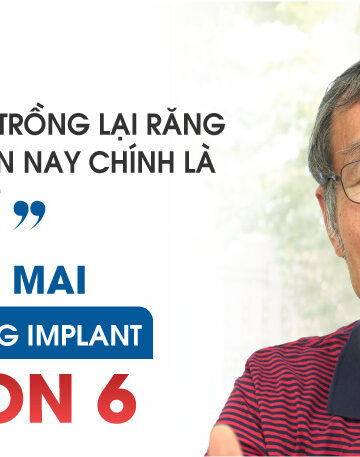 TRỒNG LẠI RĂNG
N NAY CHÍNH LÀ
”
MAI
G IMPLANT
ON 6